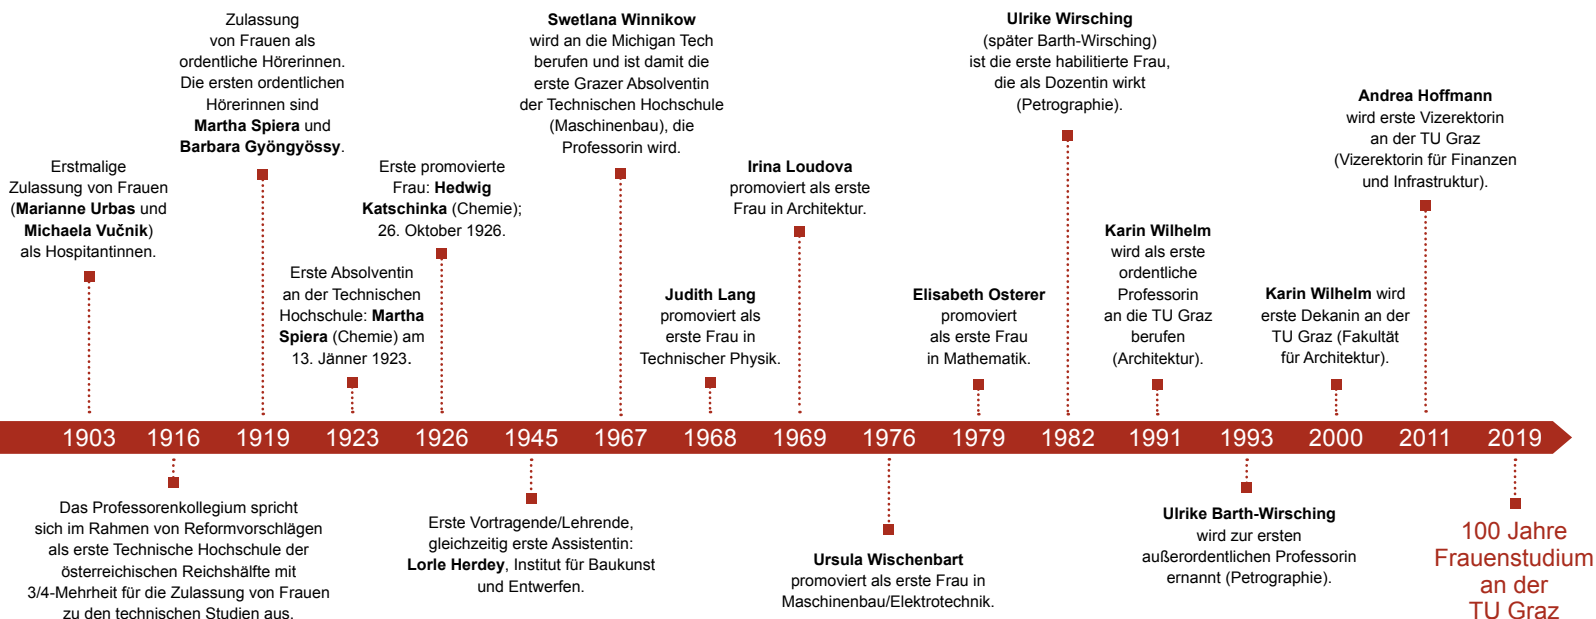 Erstmalige
Zulassung von Frauen
(Marianne Urbas und
Michaela Vučnik)
als Hospitantinnen.
Zulassung
von Frauen als
ordentliche Hörerinnen.
Die ersten ordentlichen
Hörerinnen sind
Martha Spiera und
Barbara Gyöngyössy.
Erste Absolventin
an der Technischen
Hochschule: Martha
Spiera (Chemie) am
13. Jänner 1923.
Erste promovierte
Frau: Hedwig
Katschinka (Chemie);
26. Oktober 1926.
Swetlana Winnikow
wird an die Michigan Tech
berufen und ist damit die
erste Grazer Absolventin
der Technischen Hochschule
(Maschinenbau), die
Professorin wird.
Judith Lang
promoviert als
erste Frau in
Technischer Physik.
Irina Loudova
promoviert als erste
Frau in Architektur.
Elisabeth Osterer
promoviert
als erste Frau
in Mathematik.
Ulrike Wirsching
(später Barth-Wirsching)
ist die erste habilitierte Frau,
die als Dozentin wirkt
(Petrographie).
Karin Wilhelm
wird als erste
ordentliche
Professorin
an die TU Graz
berufen
(Architektur).
Karin Wilhelm wird
erste Dekanin an der
TU Graz (Fakultät
für Architektur).
Andrea Hoffmann
wird erste Vizerektorin
an der TU Graz
(Vizerektorin für Finanzen
und Infrastruktur).
1903 1916 1919 1923 1926 1945 1967 1968 1969 1976 1979 1982 1991 1993 2000 2011 2019
Das Professorenkollegium spricht
sich im Rahmen von Reformvorschlägen
als erste Technische Hochschule der
österreichischen Reichshälfte mit
3/4-Mehrheit für die Zulassung von Frauen
zu den technischen Studien aus.
Erste Vortragende/Lehrende,
gleichzeitig erste Assistentin:
Lorle Herdey, Institut für Baukunst
und Entwerfen.
Ursula Wischenbart
promoviert als erste Frau in
Maschinenbau/Elektrotechnik.
Ulrike Barth-Wirsching
wird zur ersten
außerordentlichen Professorin
ernannt (Petrographie).
100 Jahre
Frauenstudium
an der
TU Graz